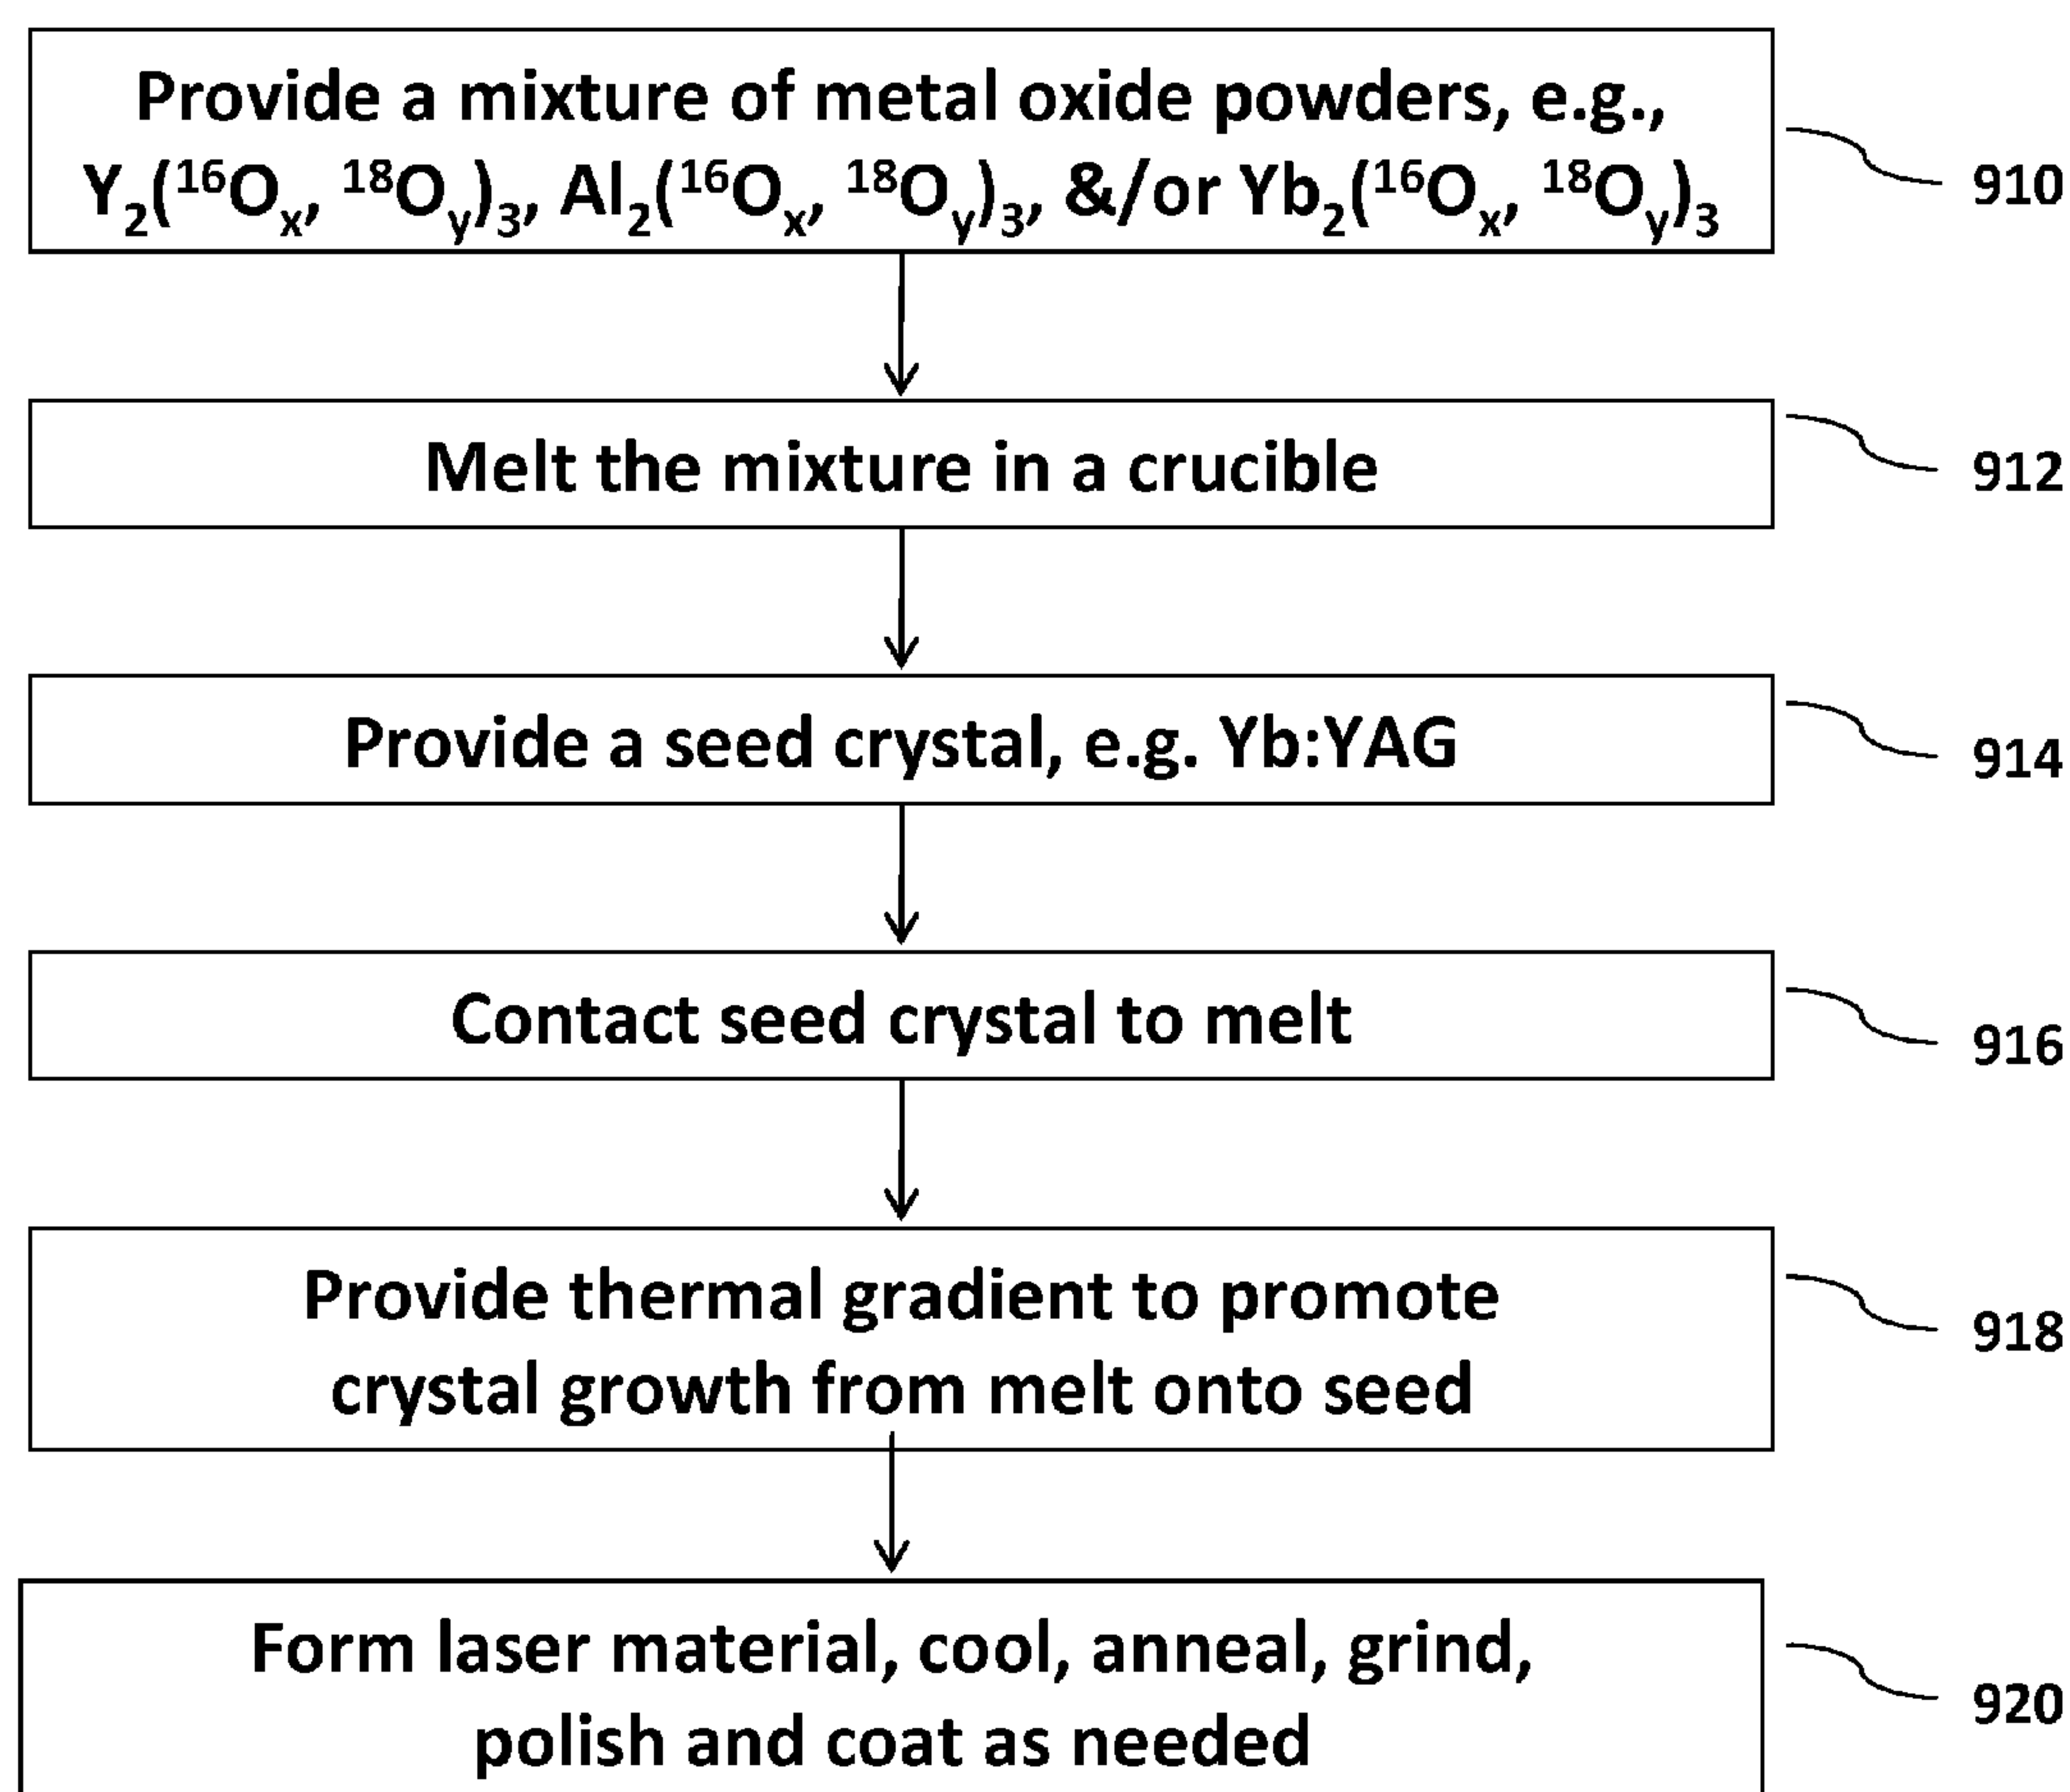 Provide a mixture of metal oxide powders, e.g.,
Y₂(¹⁶Oₓ, ¹⁸Oᵧ)₃, Al₂(¹⁶Oₓ, ¹⁸Oᵧ)₃, &/or Yb₂(¹⁶Oₓ, ¹⁸Oᵧ)₃
910
Melt the mixture in a crucible
912
Provide a seed crystal, e.g. Yb:YAG
914
Contact seed crystal to melt
916
Provide thermal gradient to promote
crystal growth from melt onto seed
918
Form laser material, cool, anneal, grind,
polish and coat as needed
920